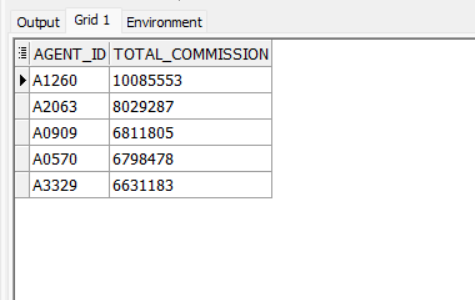 Output Grid 1 Environment
AGENT_ID TOTAL_COMMISSION
A1260 10085553
A2063 8029287
A0909 6811805
A0570 6798478
A3329 6631183